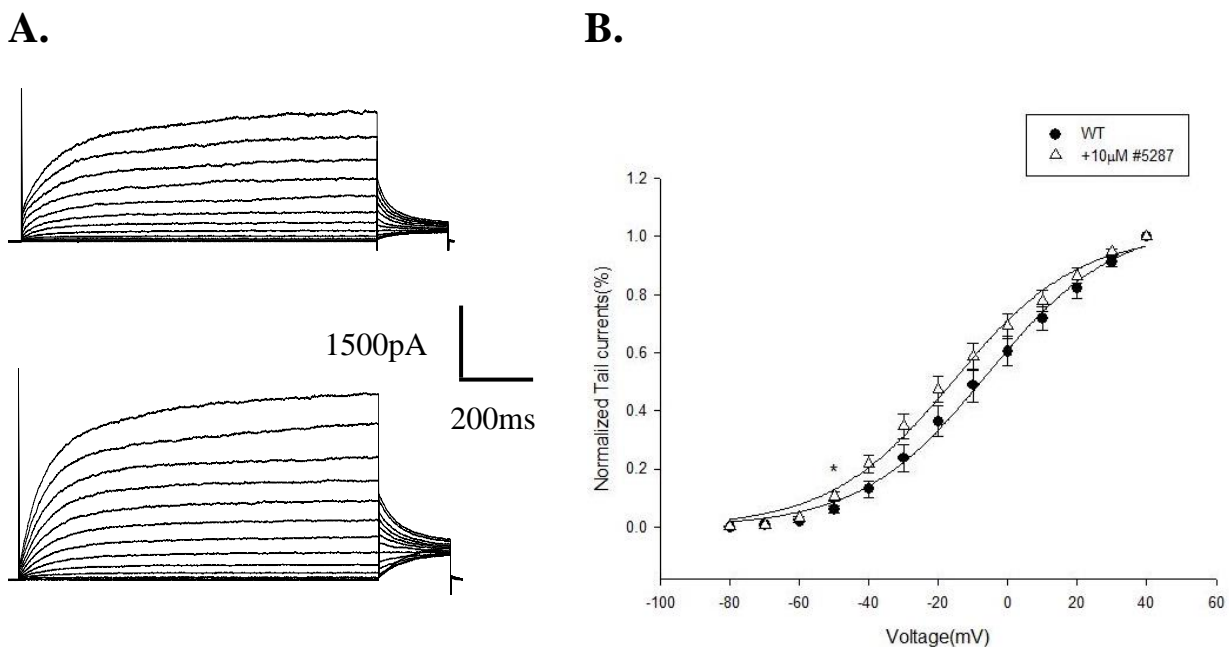 A.
B.
1500pA
200ms
WT
+10µM #5287
Normalized Tail currents(%)
1.2
1.0
0.8
0.6
0.4
0.2
0.0
*
-100 -80 -60 -40 -20 0 20 40 60
Voltage(mV)